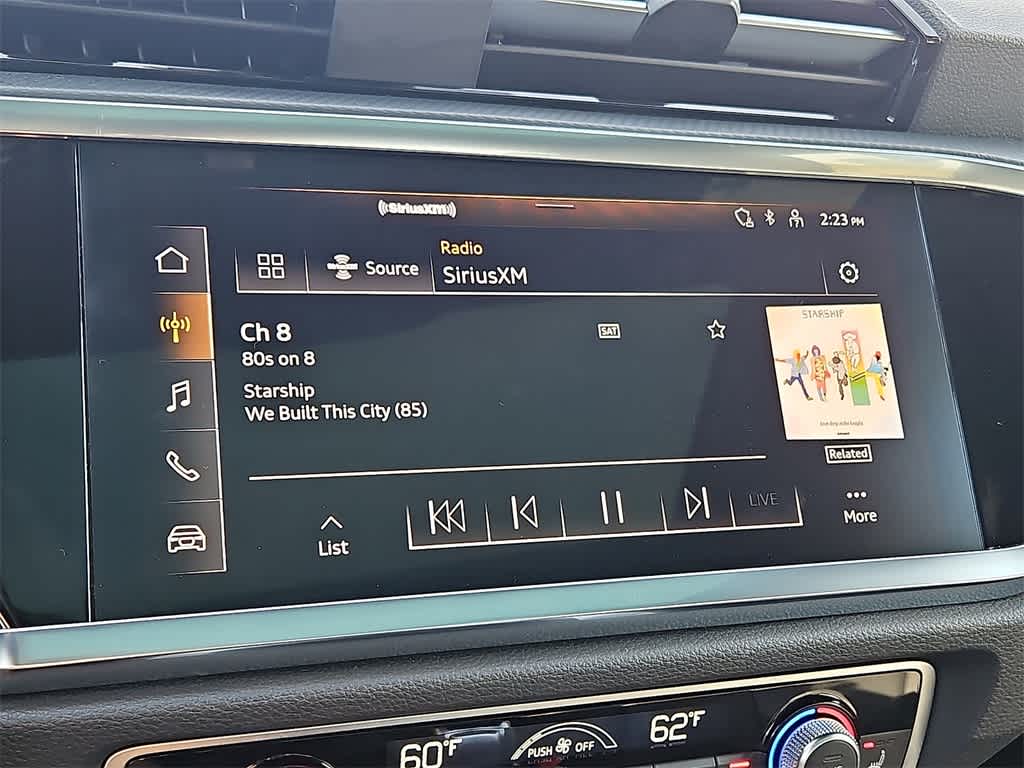 SiriusXM
2:23 PM
Radio
Source
SiriusXM
Ch 8
SAT
80s on 8
Starship
We Built This City (85)
STARSHIP
Related
LIVE
List
More
60°F
PUSH OFF
62°F